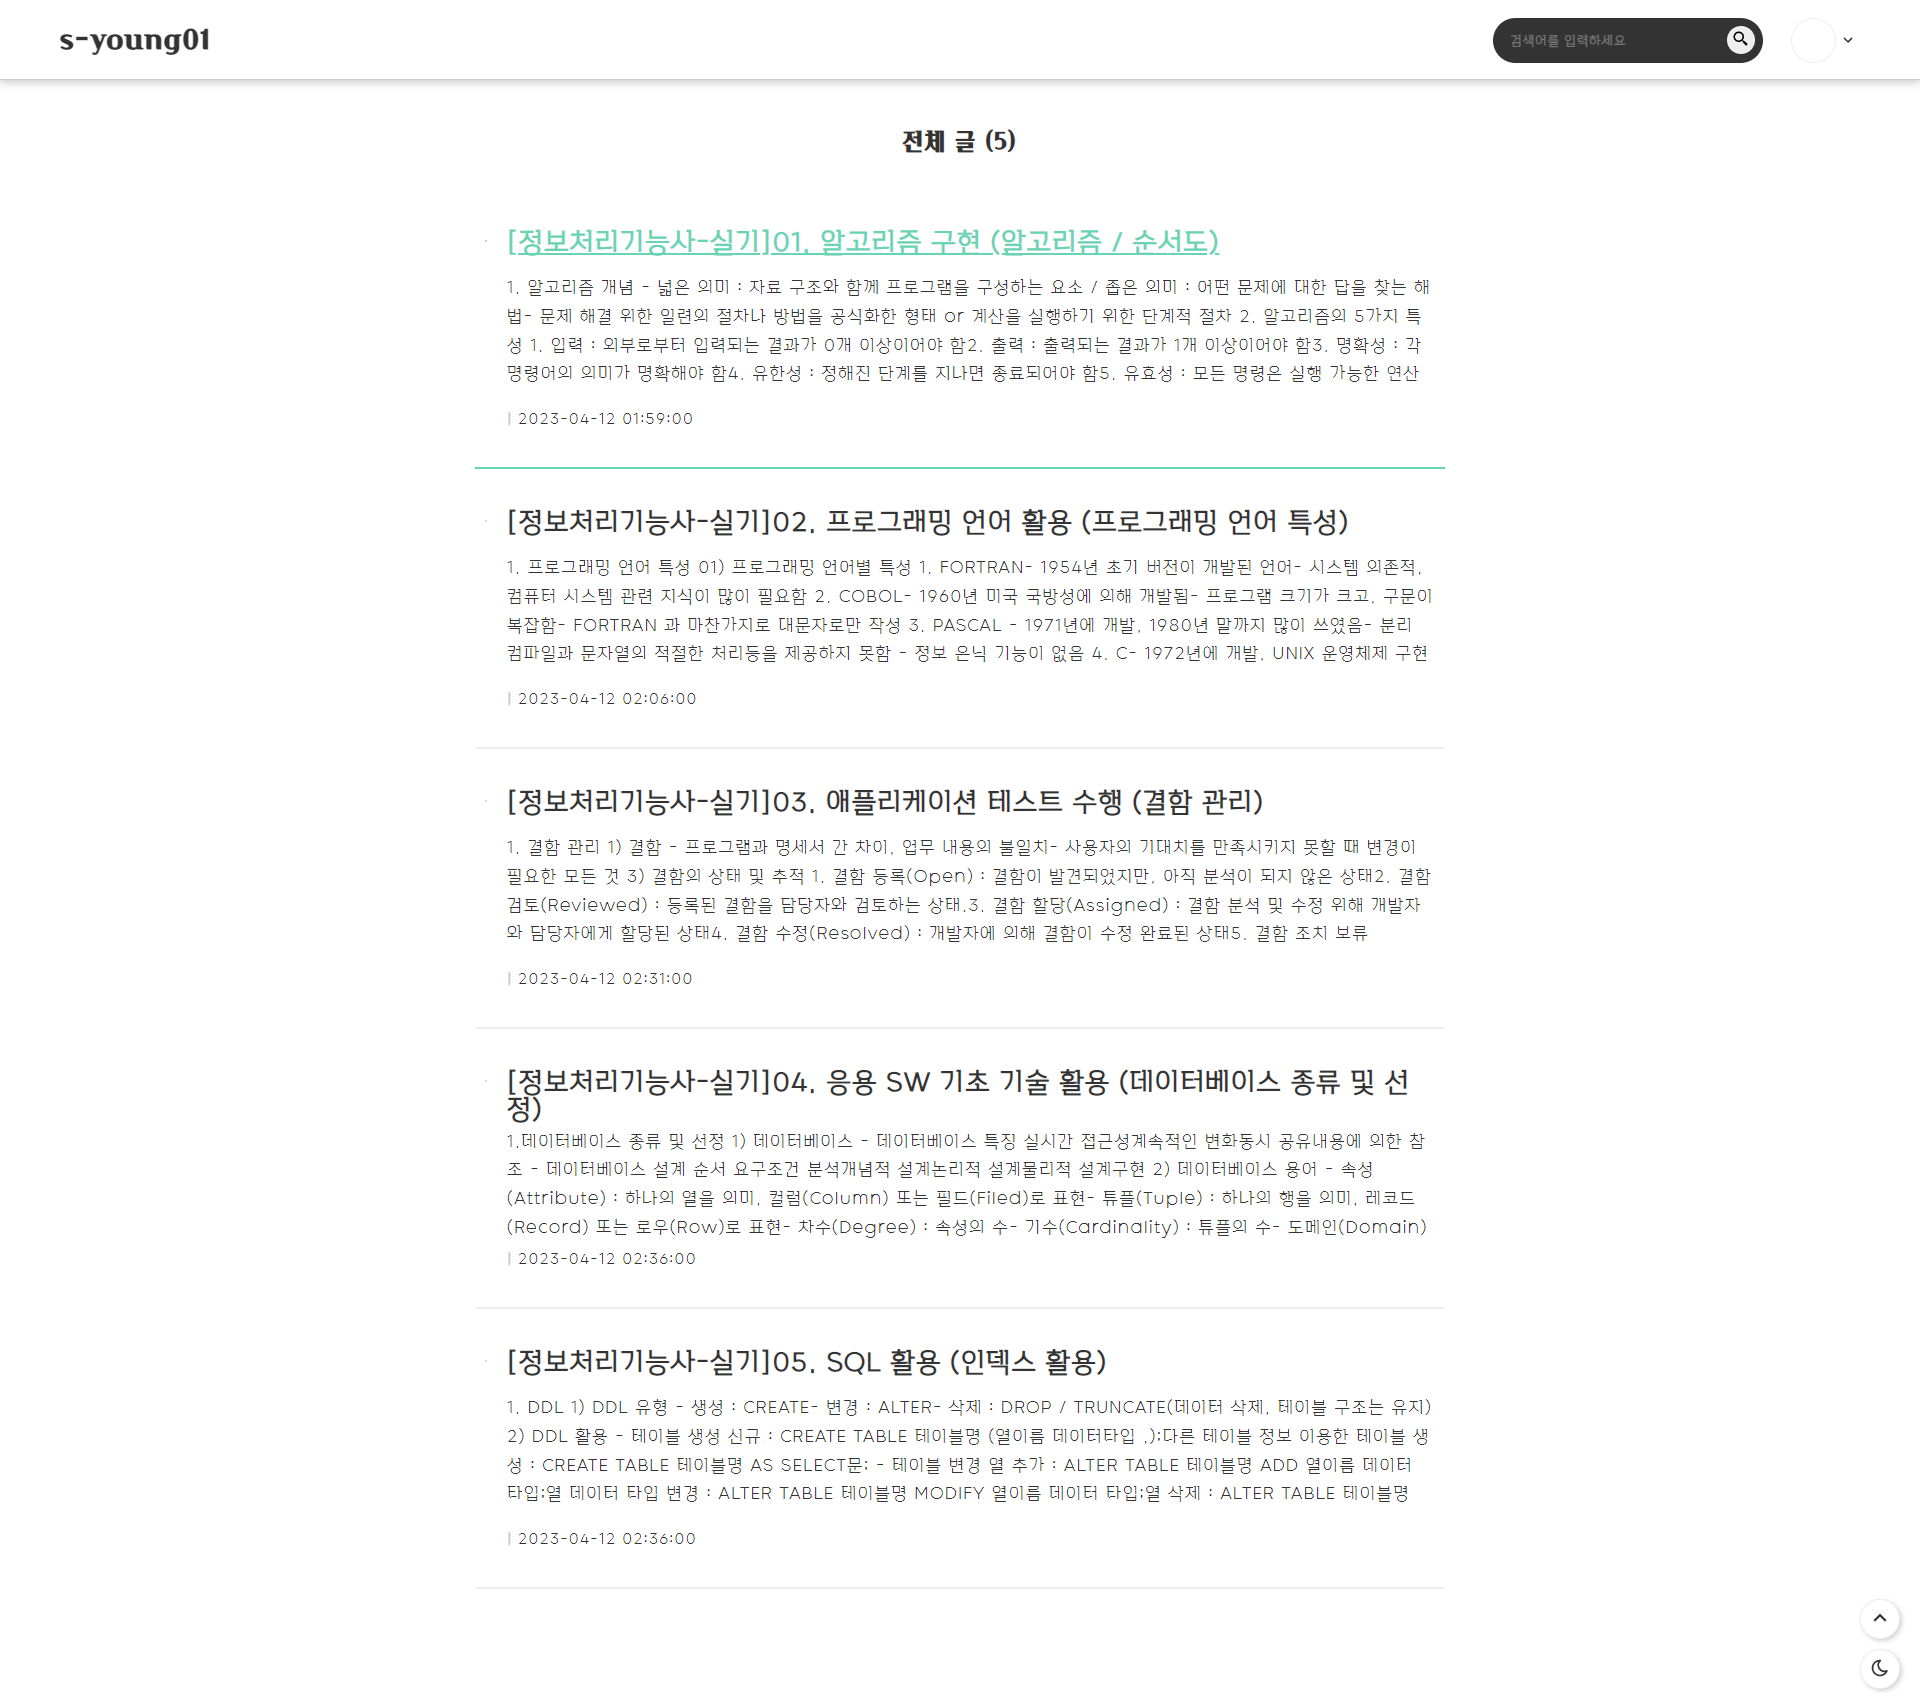 s-young01
검색어를 입력하세요
전체 글 (5)
[정보처리기능사-실기]01. 알고리즘 구현 (알고리즘 / 순서도)
1. 알고리즘 개념 - 넓은 의미 : 자료 구조와 함께 프로그램을 구성하는 요소 / 좁은 의미 : 어떤 문제에 대한 답을 찾는 해
법- 문제 해결 위한 일련의 절차나 방법을 공식화한 형태 or 계산을 실행하기 위한 단계적 절차 2. 알고리즘의 5가지 특
성 1. 입력 : 외부로부터 입력되는 결과가 0개 이상이어야 함2. 출력 : 출력되는 결과가 1개 이상이어야 함3. 명확성 : 각
명령어의 의미가 명확해야 함4. 유한성 : 정해진 단계를 지나면 종료되어야 함5. 유효성 : 모든 명령은 실행 가능한 연산
| 2023-04-12 01:59:00
[정보처리기능사-실기]02. 프로그래밍 언어 활용 (프로그래밍 언어 특성)
1. 프로그래밍 언어 특성 01) 프로그래밍 언어별 특성 1. FORTRAN- 1954년 초기 버전이 개발된 언어- 시스템 의존적,
컴퓨터 시스템 관련 지식이 많이 필요함 2. COBOL- 1960년 미국 국방성에 의해 개발됨- 프로그램 크기가 크고, 구문이
복잡함- FORTRAN 과 마찬가지로 대문자로만 작성 3. PASCAL - 1971년에 개발, 1980년 말까지 많이 쓰였음- 분리
컴파일과 문자열의 적절한 처리등을 제공하지 못함 - 정보 은닉 기능이 없음 4. C- 1972년에 개발, UNIX 운영체제 구현
| 2023-04-12 02:06:00
[정보처리기능사-실기]03. 애플리케이션 테스트 수행 (결함 관리)
1. 결함 관리 1) 결함 - 프로그램과 명세서 간 차이, 업무 내용의 불일치- 사용자의 기대치를 만족시키지 못할 때 변경이
필요한 모든 것 3) 결함의 상태 및 추적 1. 결함 등록(Open) : 결함이 발견되었지만, 아직 분석이 되지 않은 상태2. 결함
검토(Reviewed) : 등록된 결함을 담당자와 검토하는 상태.3. 결함 할당(Assigned) : 결함 분석 및 수정 위해 개발자
와 담당자에게 할당된 상태4. 결함 수정(Resolved) : 개발자에 의해 결함이 수정 완료된 상태5. 결함 조치 보류
| 2023-04-12 02:31:00
[정보처리기능사-실기]04. 응용 SW 기초 기술 활용 (데이터베이스 종류 및 선
정)
1.데이터베이스 종류 및 선정 1) 데이터베이스 - 데이터베이스 특징 실시간 접근성계속적인 변화동시 공유내용에 의한 참
조 - 데이터베이스 설계 순서 요구조건 분석개념적 설계논리적 설계물리적 설계구현 2) 데이터베이스 용어 - 속성
(Attribute) : 하나의 열을 의미, 컬럼(Column) 또는 필드(Filed)로 표현- 튜플(Tuple) : 하나의 행을 의미, 레코드
(Record) 또는 로우(Row)로 표현- 차수(Degree) : 속성의 수- 기수(Cardinality) : 튜플의 수- 도메인(Domain)
| 2023-04-12 02:36:00
[정보처리기능사-실기]05. SQL 활용 (인덱스 활용)
1. DDL 1) DDL 유형 - 생성 : CREATE- 변경 : ALTER- 삭제 : DROP / TRUNCATE(데이터 삭제, 테이블 구조는 유지)
2) DDL 활용 - 테이블 생성 신규 : CREATE TABLE 테이블명 (열이름 데이터타입 ,);다른 테이블 정보 이용한 테이블 생
성 : CREATE TABLE 테이블명 AS SELECT문; - 테이블 변경 열 추가 : ALTER TABLE 테이블명 ADD 열이름 데이터
타입;열 데이터 타입 변경 : ALTER TABLE 테이블명 MODIFY 열이름 데이터 타입;열 삭제 : ALTER TABLE 테이블명
| 2023-04-12 02:36:00